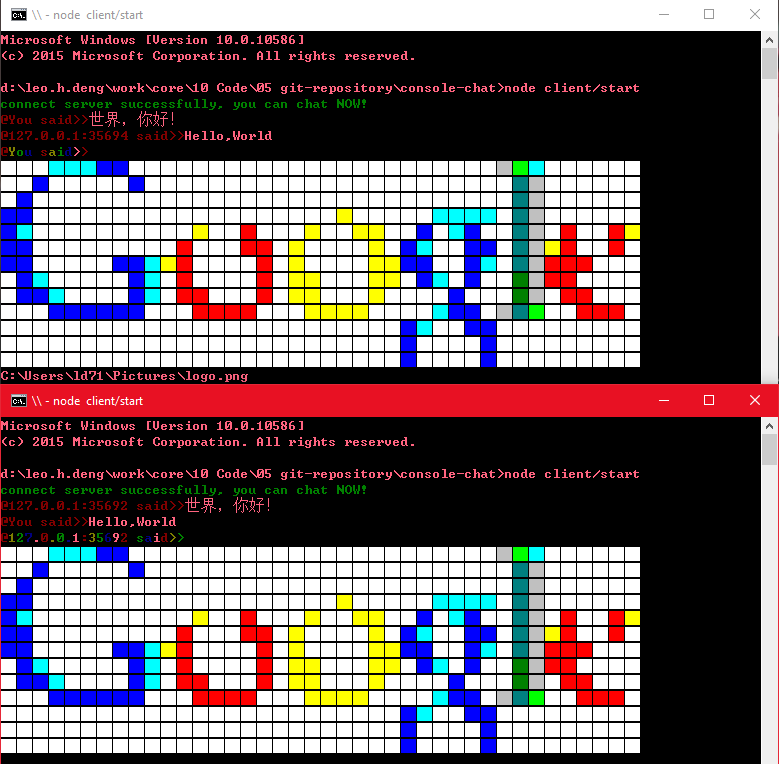 \\ - node client/start
Microsoft Windows [Version 10.0.10586]
(c) 2015 Microsoft Corporation. All rights reserved.
d:\leo.h.deng\work\core\10 Code\05 git-repository\console-chat>node client/start
connect server successfully, you can chat NOW!
@You said>>世界，你好！
@127.0.0.1:35694 said>>Hello,World
@You said>>
Google
C:\Users\ld71\Pictures\logo.png
\\ - node client/start
Microsoft Windows [Version 10.0.10586]
(c) 2015 Microsoft Corporation. All rights reserved.
d:\leo.h.deng\work\core\10 Code\05 git-repository\console-chat>node client/start
connect server successfully, you can chat NOW!
@127.0.0.1:35692 said>>世界，你好！
@You said>>Hello,World
@127.0.0.1:35692 said>>
Google